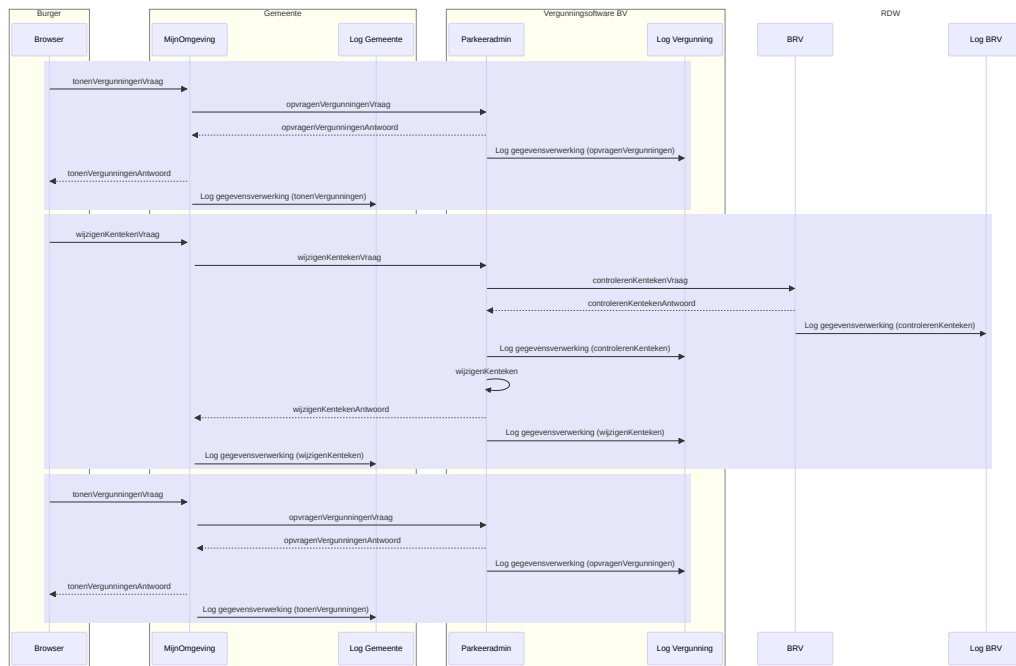 Burger
Gemeente
Vergunningsoftware BV
RDW
Browser
MijnOmgeving
Log Gemeente
Parkeeradmin
Log Vergunning
BRV
Log BRV
tonenVergunningenVraag
opvragenVergunningenVraag
opvragenVergunningenAntwoord
Log gegevensverwerking (opvragenVergunningen)
tonenVergunningenAntwoord
Log gegevensverwerking (tonenVergunningen)
wijzigenKentekenVraag
wijzigenKentekenVraag
controlerenKentekenVraag
controlerenKentekenAntwoord
Log gegevensverwerking (controlerenKenteken)
Log gegevensverwerking (controlerenKenteken)
wijzigenKenteken
wijzigenKentekenAntwoord
Log gegevensverwerking (wijzigenKenteken)
Log gegevensverwerking (wijzigenKenteken)
tonenVergunningenVraag
opvragenVergunningenVraag
opvragenVergunningenAntwoord
Log gegevensverwerking (opvragenVergunningen)
tonenVergunningenAntwoord
Log gegevensverwerking (tonenVergunningen)
Browser
MijnOmgeving
Log Gemeente
Parkeeradmin
Log Vergunning
BRV
Log BRV